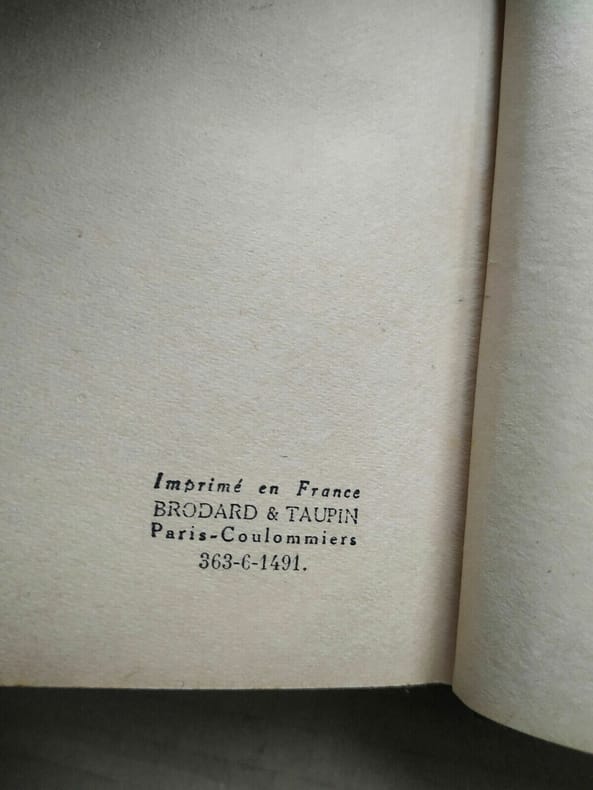 Imprimé en France
BRODARD & TAUPIN
Paris-Coulommiers
363-6-1491.